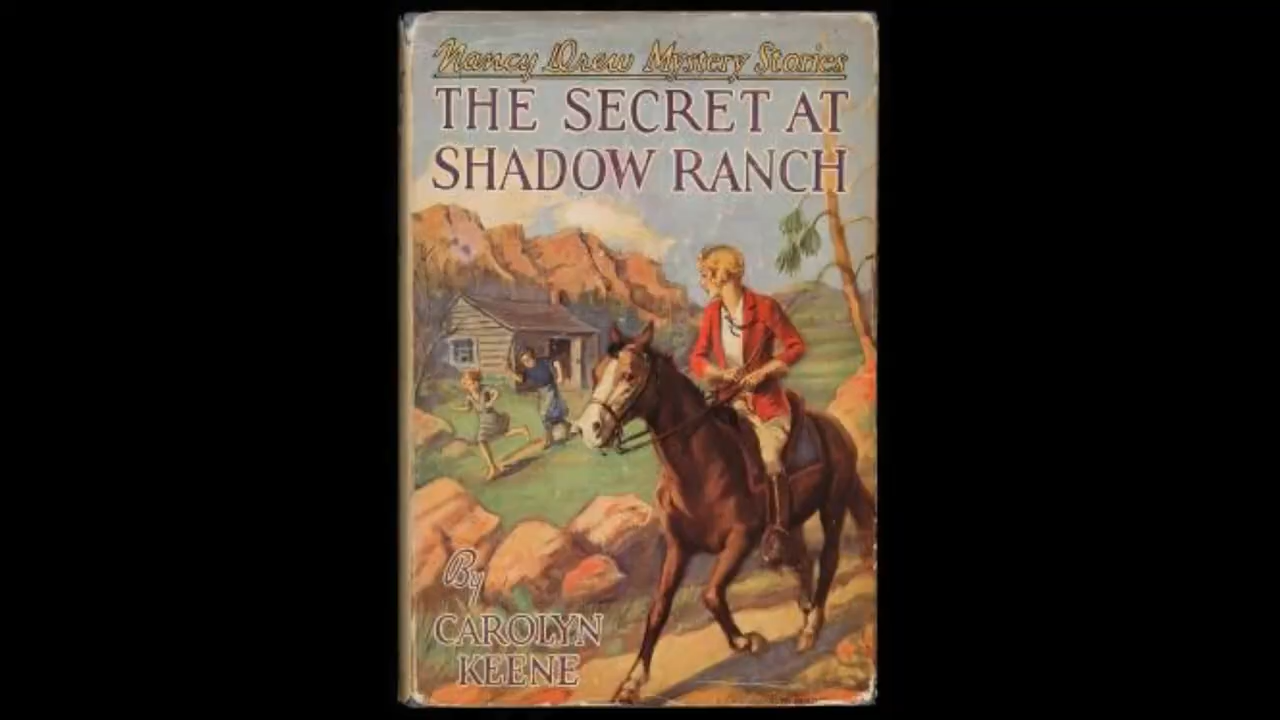 Nancy Drew Mystery Stories
THE SECRET AT
SHADOW RANCH
By
CAROLYN
KEENE